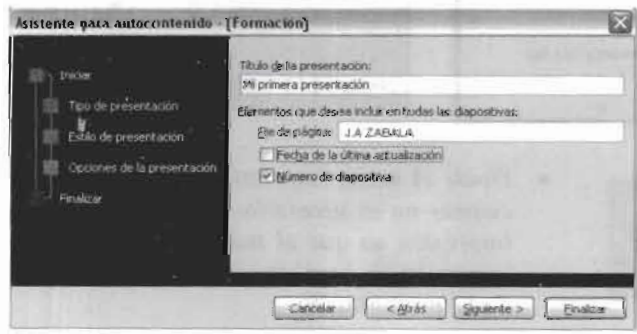 Asistente para autocontenido - [Formación]
Iniciar
Tipo de presentación
Estilo de presentación
Opciones de la presentación
Finalizar
Título de la presentación:
Mi primera presentación
Elementos que desea incluir en todas las diapositivas:
Pie de página: J.A ZABALA
Fecha de la última actualización
Número de diapositiva
Cancelar
< Atrás
Siguiente >
Finalizar